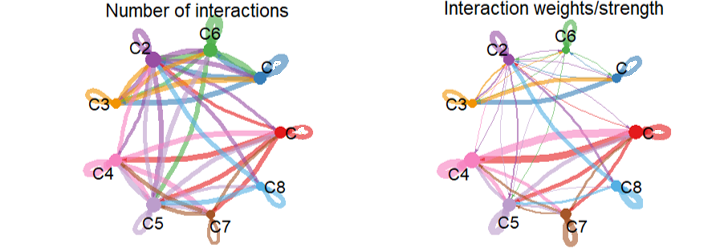 Number of interactions
C6
C2
C
C3
C
C4
C8
C5
C7
Interaction weights/strength
C6
C2
C
C3
C
C4
C8
C5
C7